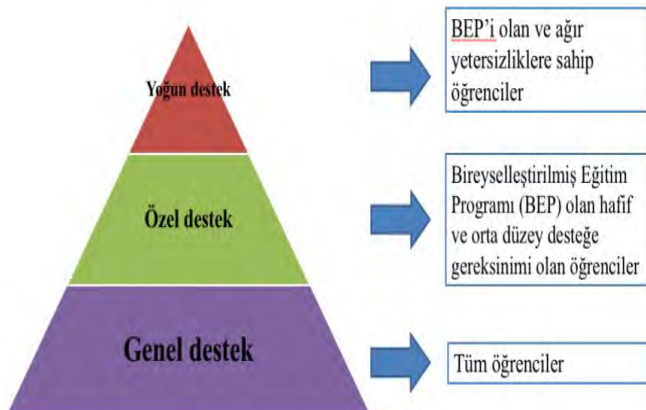 Yoğun destek
BEP'i olan ve ağır
yetersizliklere sahip
öğrenciler
Özel destek
Bireyselleştirilmiş Eğitim
Programı (BEP) olan hafif
ve orta düzey desteğe
gereksinimi olan öğrenciler
Genel destek
Tüm öğrenciler